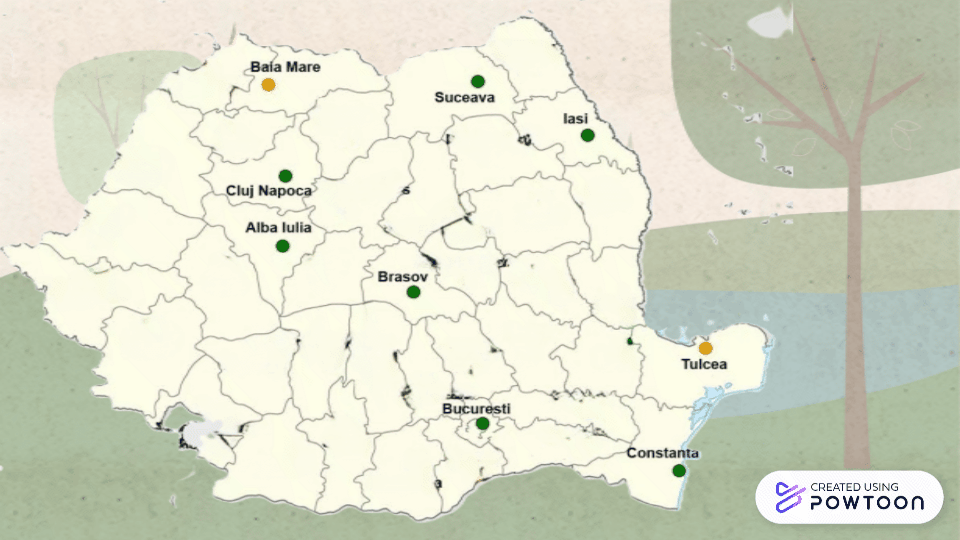 Baia Mare
Suceava
Iasi
Cluj Napoca
Alba Iulia
Brasov
Tulcea
Bucuresti
Constanta
CREATED USING
POWTOON